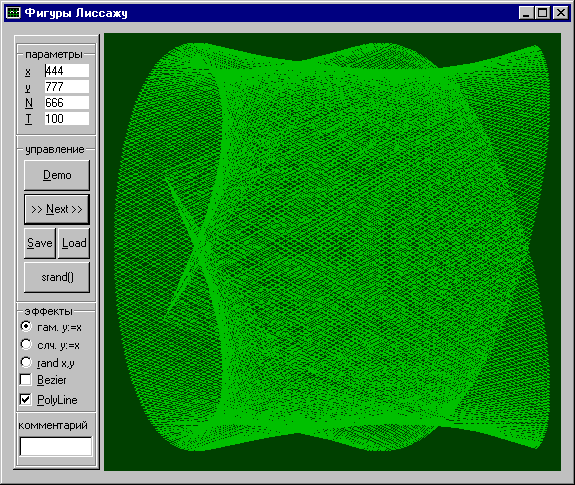 Фигуры Лиссажу
параметры
x 444
y 777
N 666
T 100
управление
Demo
>> Next >>
Save Load
srand()
эффекты
гам. y:=x
слч. y:=x
rand x,y
Bezier
PolyLine
комментарий